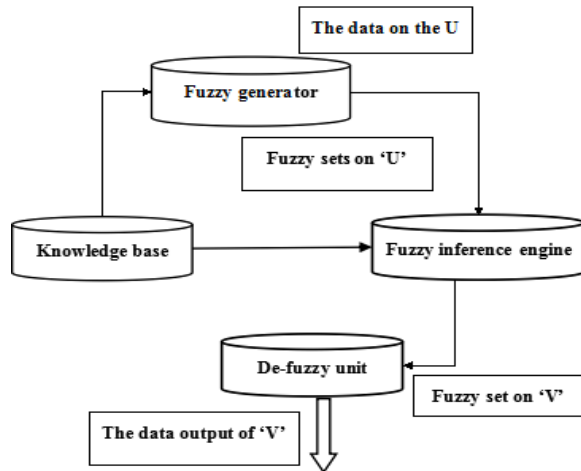 The data on the U
Fuzzy generator
Fuzzy sets on ‘U’
Knowledge base
Fuzzy inference engine
De-fuzzy unit
Fuzzy set on ‘V’
The data output of ‘V’